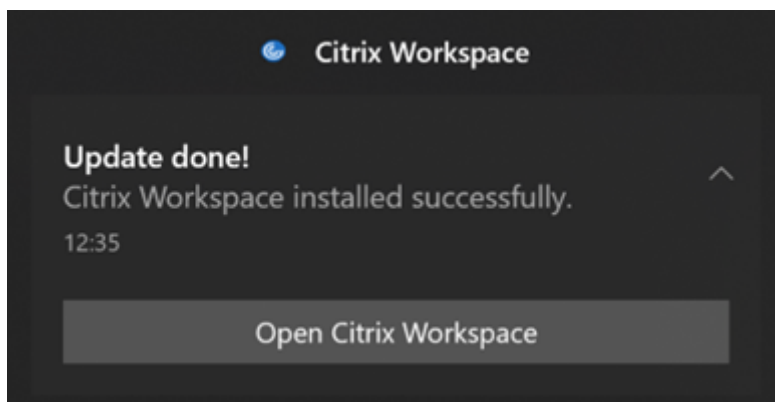 Citrix Workspace
Update done!
Citrix Workspace installed successfully.
12:35
Open Citrix Workspace